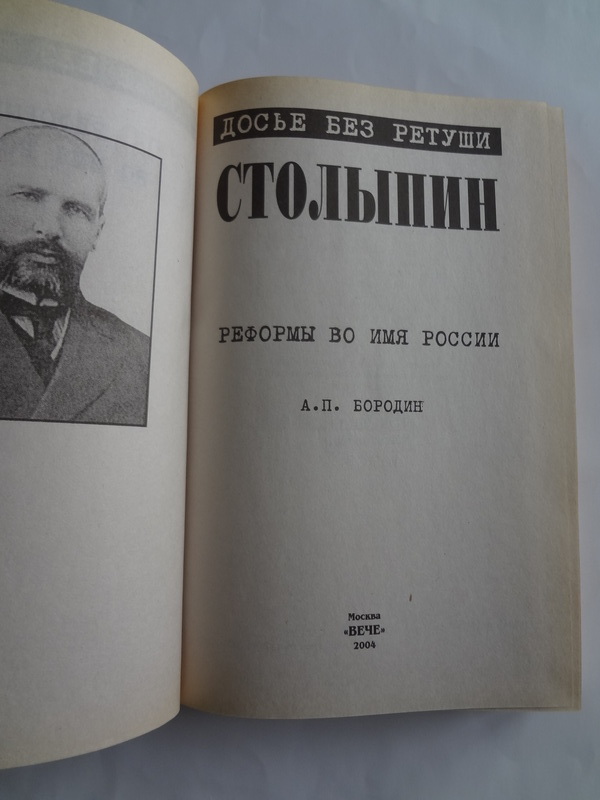 ДОСЬЕ БЕЗ РЕТУШИ
СТОЛЫПИН
РЕФОРМЫ ВО ИМЯ РОССИИ
А.П. БОРОДИН
Москва
«ВЕЧЕ»
2004